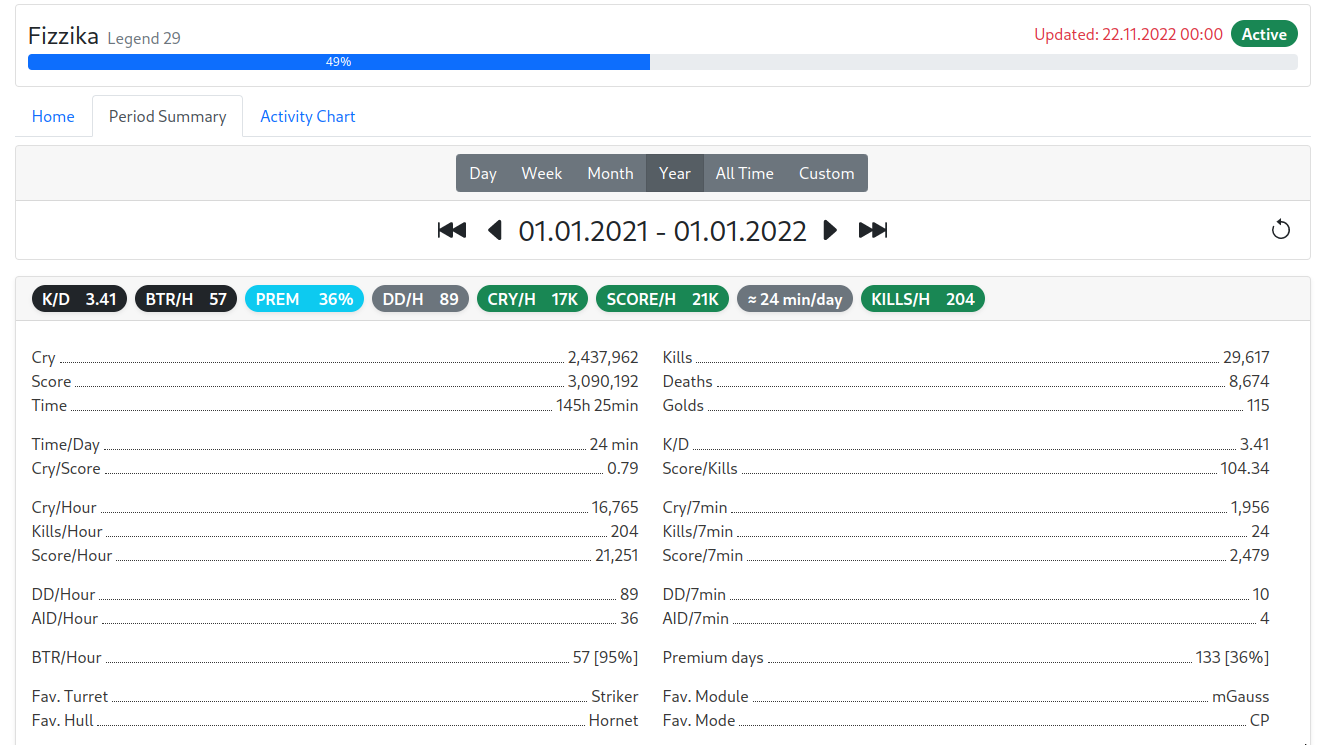 Fizzika Legend 29 Updated: 22.11.2022 00:00 Active
49%
Home Period Summary Activity Chart
Day Week Month Year All Time Custom
01.01.2021 - 01.01.2022
K/D 3.41 BTR/H 57 PREM 36% DD/H 89 CRY/H 17K SCORE/H 21K ≈ 24 min/day KILLS/H 204
Cry 2,437,962 Kills 29,617
Score 3,090,192 Deaths 8,674
Time 145h 25min Golds 115
Time/Day 24 min K/D 3.41
Cry/Score 0.79 Score/Kills 104.34
Cry/Hour 16,765 Cry/7min 1,956
Kills/Hour 204 Kills/7min 24
Score/Hour 21,251 Score/7min 2,479
DD/Hour 89 DD/7min 10
AID/Hour 36 AID/7min 4
BTR/Hour 57 [95%] Premium days 133 [36%]
Fav. Turret Striker Fav. Module mGauss
Fav. Hull Hornet Fav. Mode CP